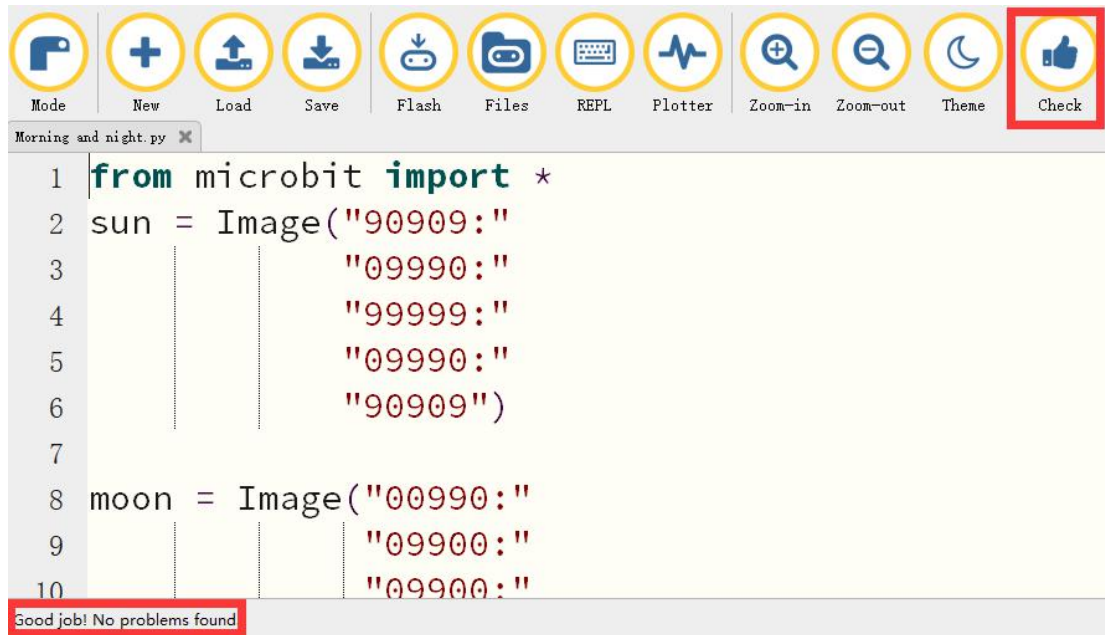 Mode New Load Save Flash Files REPL Plotter Zoom-in Zoom-out Theme Check
Morning and night.py
1 from microbit import *
2 sun = Image("90909:"
3 "09990:"
4 "99999:"
5 "09990:"
6 "90909")
7
8 moon = Image("00990:"
9 "09900:"
10 "09900:"
Good job! No problems found.